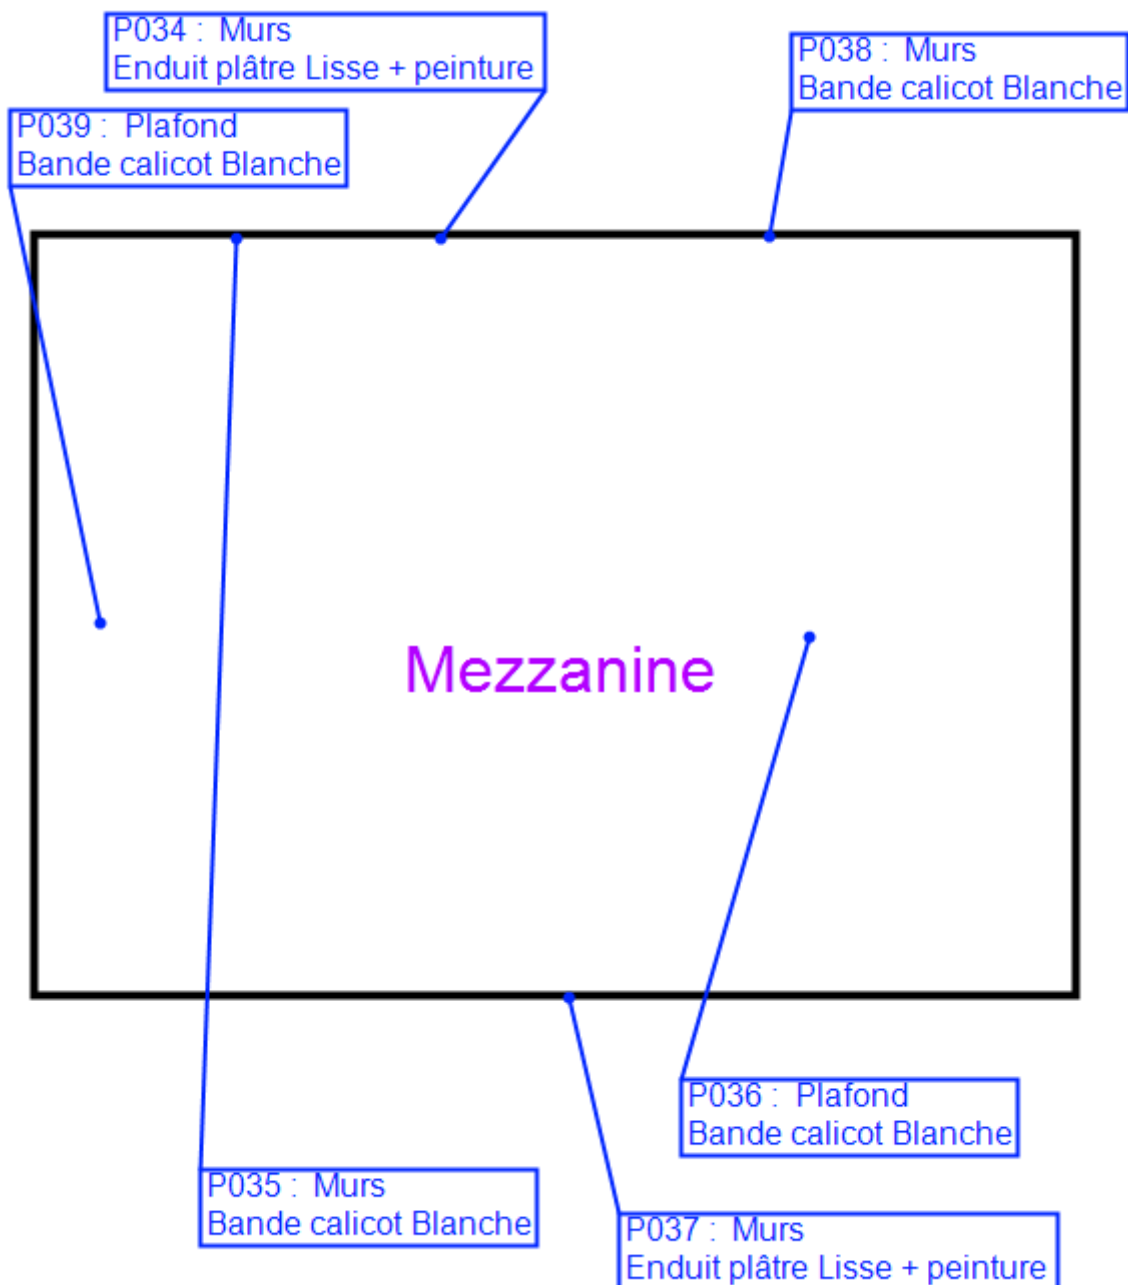 P034 : Murs
Enduit plâtre Lisse + peinture
P038 : Murs
Bande calicot Blanche
P039 : Plafond
Bande calicot Blanche
Mezzanine
P036 : Plafond
Bande calicot Blanche
P035 : Murs
Bande calicot Blanche
P037 : Murs
Enduit plâtre Lisse + peinture